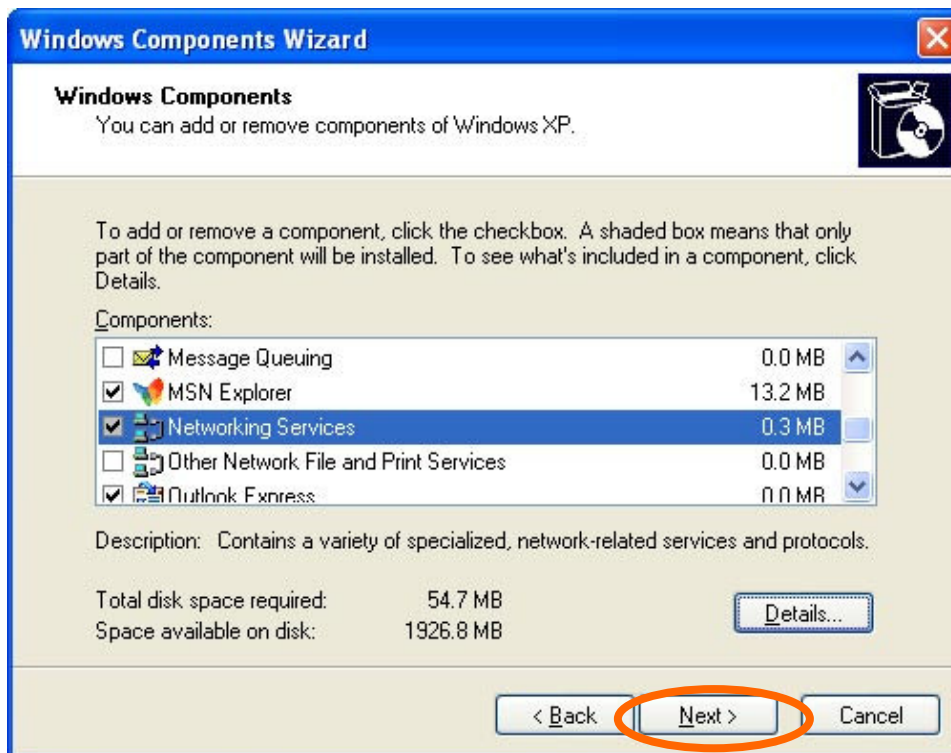 Windows Components Wizard
Windows Components
You can add or remove components of Windows XP.
To add or remove a component, click the checkbox. A shaded box means that only
part of the component will be installed. To see what's included in a component, click
Details.
Components:
Message Queuing 0.0 MB
MSN Explorer 13.2 MB
Networking Services 0.3 MB
Other Network File and Print Services 0.0 MB
Outlook Express 0.0 MB
Description: Contains a variety of specialized, network-related services and protocols.
Total disk space required: 54.7 MB
Space available on disk: 1926.8 MB
Details...
< Back Next > Cancel